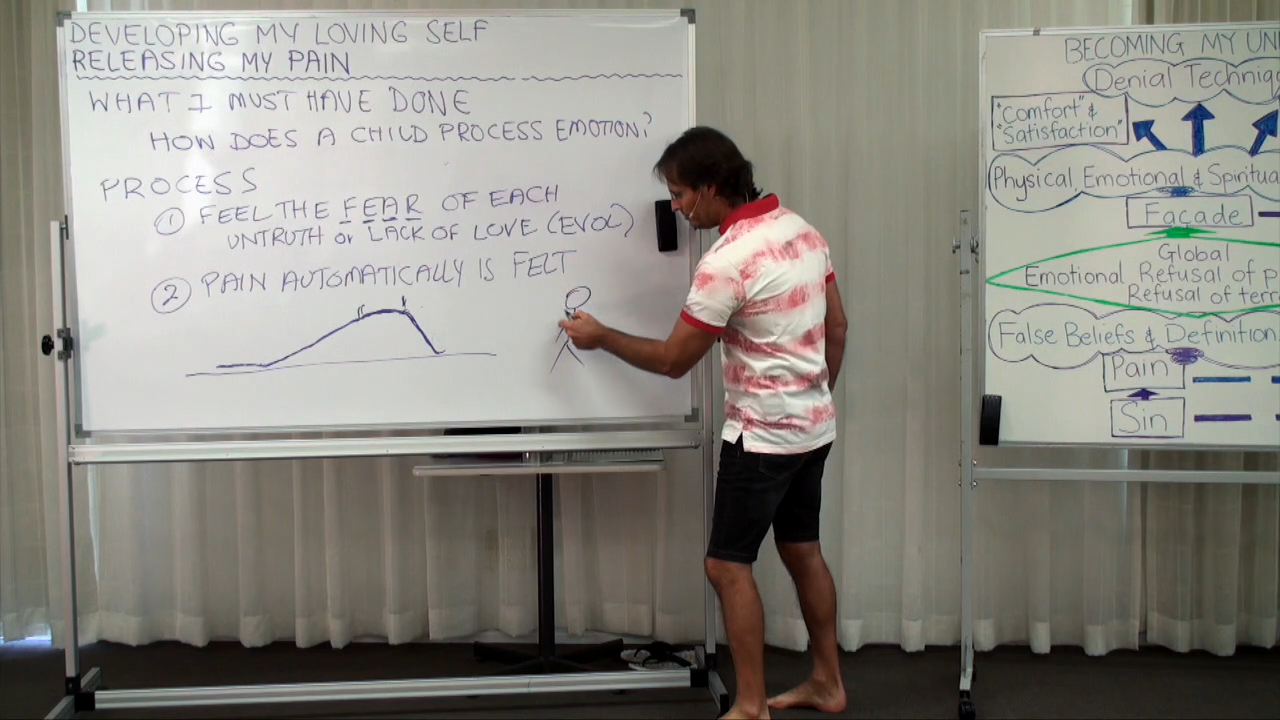 DEVELOPING MY LOVING SELF
RELEASING MY PAIN
WHAT I MUST HAVE DONE
HOW DOES A CHILD PROCESS EMOTION?
PROCESS
① FEEL THE FEAR OF EACH
UNTRUTH or LACK OF LOVE (EVOL)
② PAIN AUTOMATICALLY IS FELT
BECOMING MY UNI
Denial Techniq
"Comfort" &
"Satisfaction"
Physical, Emotional & Spiritua
Façade
Global
Emotional Refusal of p
Refusal of terr
False Beliefs & Definition
Pain
Sin